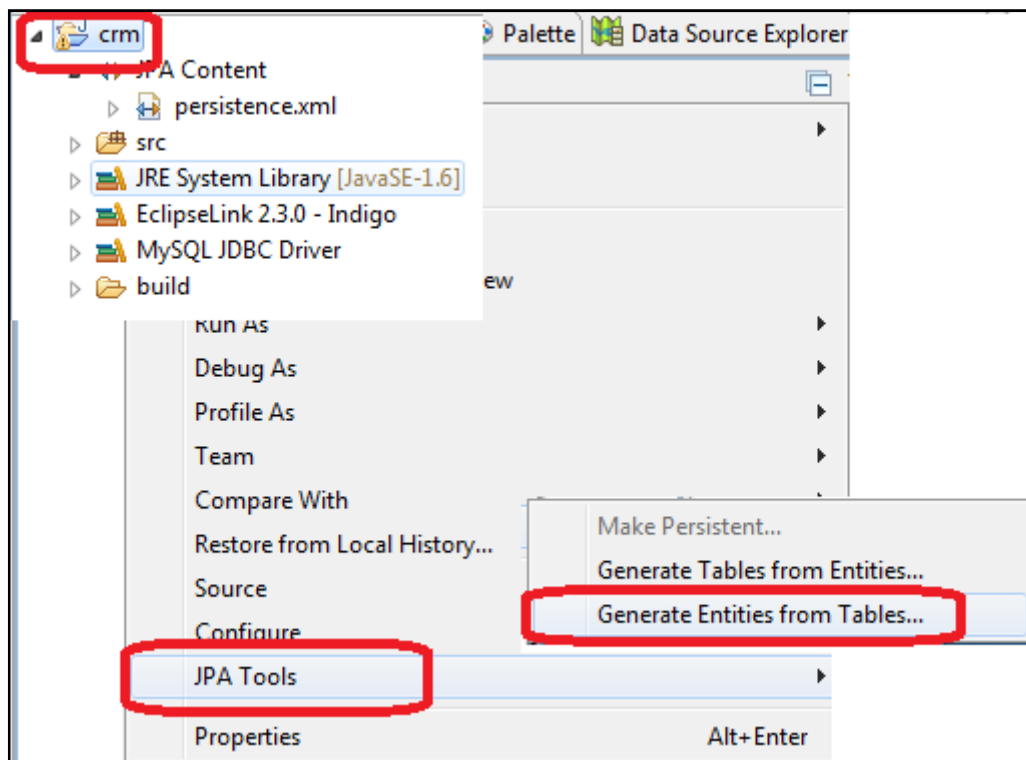 crm
Palette
Data Source Explorer
JPA Content
persistence.xml
src
JRE System Library [JavaSE-1.6]
EclipseLink 2.3.0 - Indigo
MySQL JDBC Driver
build
ew
Run As
Debug As
Profile As
Team
Compare With
Restore from Local History...
Source
Configure
JPA Tools
Properties Alt+Enter
Make Persistent...
Generate Tables from Entities...
Generate Entities from Tables...